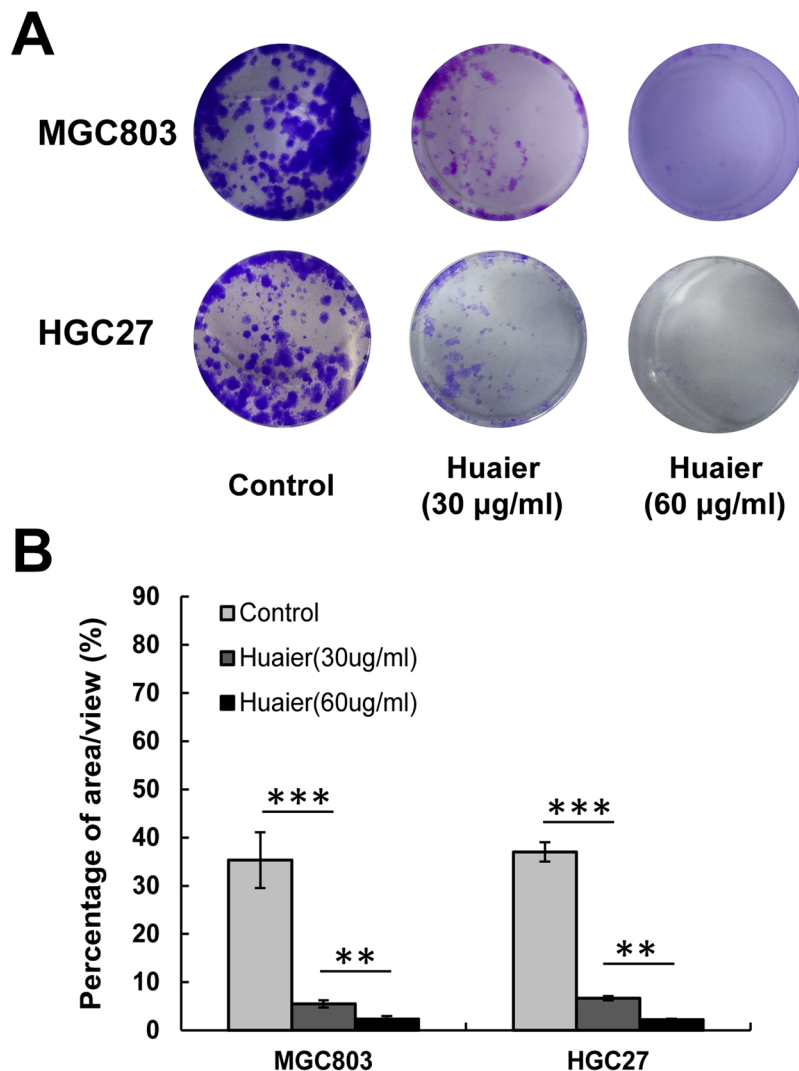 A
MGC803
HGC27
Control
Huaier
(30 µg/ml)
Huaier
(60 µg/ml)
B
Percentage of area/view (%)
90
80
70
60
50
40
30
20
10
0
Control
Huaier(30ug/ml)
Huaier(60ug/ml)
***
**
***
**
MGC803
HGC27